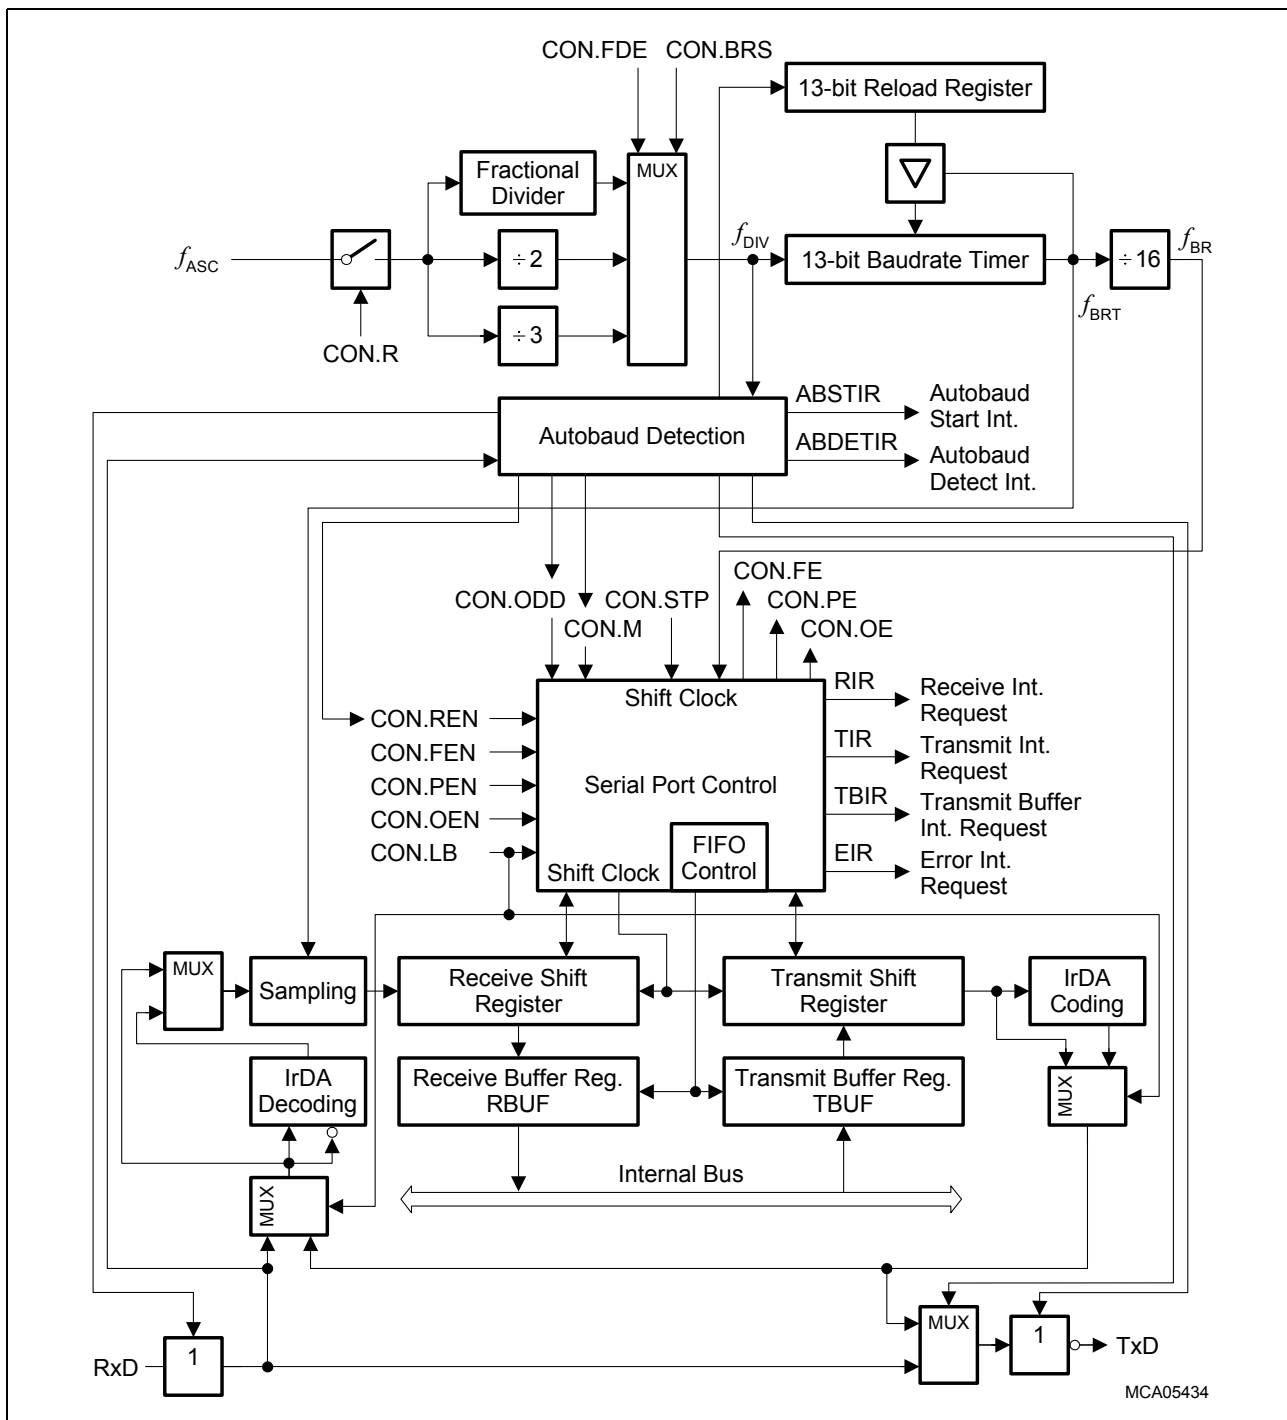 CON.FDE CON.BRS
13-bit Reload Register
Fractional
Divider
MUX
▽
fASC
÷ 2
fDIV
13-bit Baudrate Timer
÷ 16
fBR
fBRT
÷ 3
CON.R
Autobaud Detection
ABSTIR
Autobaud
Start Int.
ABDETIR
Autobaud
Detect Int.
CON.ODD
CON.M
CON.STP
CON.FE
CON.PE
CON.OE
Shift Clock
Serial Port Control
Shift Clock
FIFO
Control
CON.REN
CON.FEN
CON.PEN
CON.OEN
CON.LB
RIR
Receive Int.
Request
TIR
Transmit Int.
Request
TBIR
Transmit Buffer
Int. Request
EIR
Error Int.
Request
MUX
Sampling
Receive Shift
Register
Transmit Shift
Register
IrDA
Coding
IrDA
Decoding
Receive Buffer Reg.
RBUF
Transmit Buffer Reg.
TBUF
MUX
Internal Bus
MUX
RxD
1
MUX
1
TxD
MCA05434